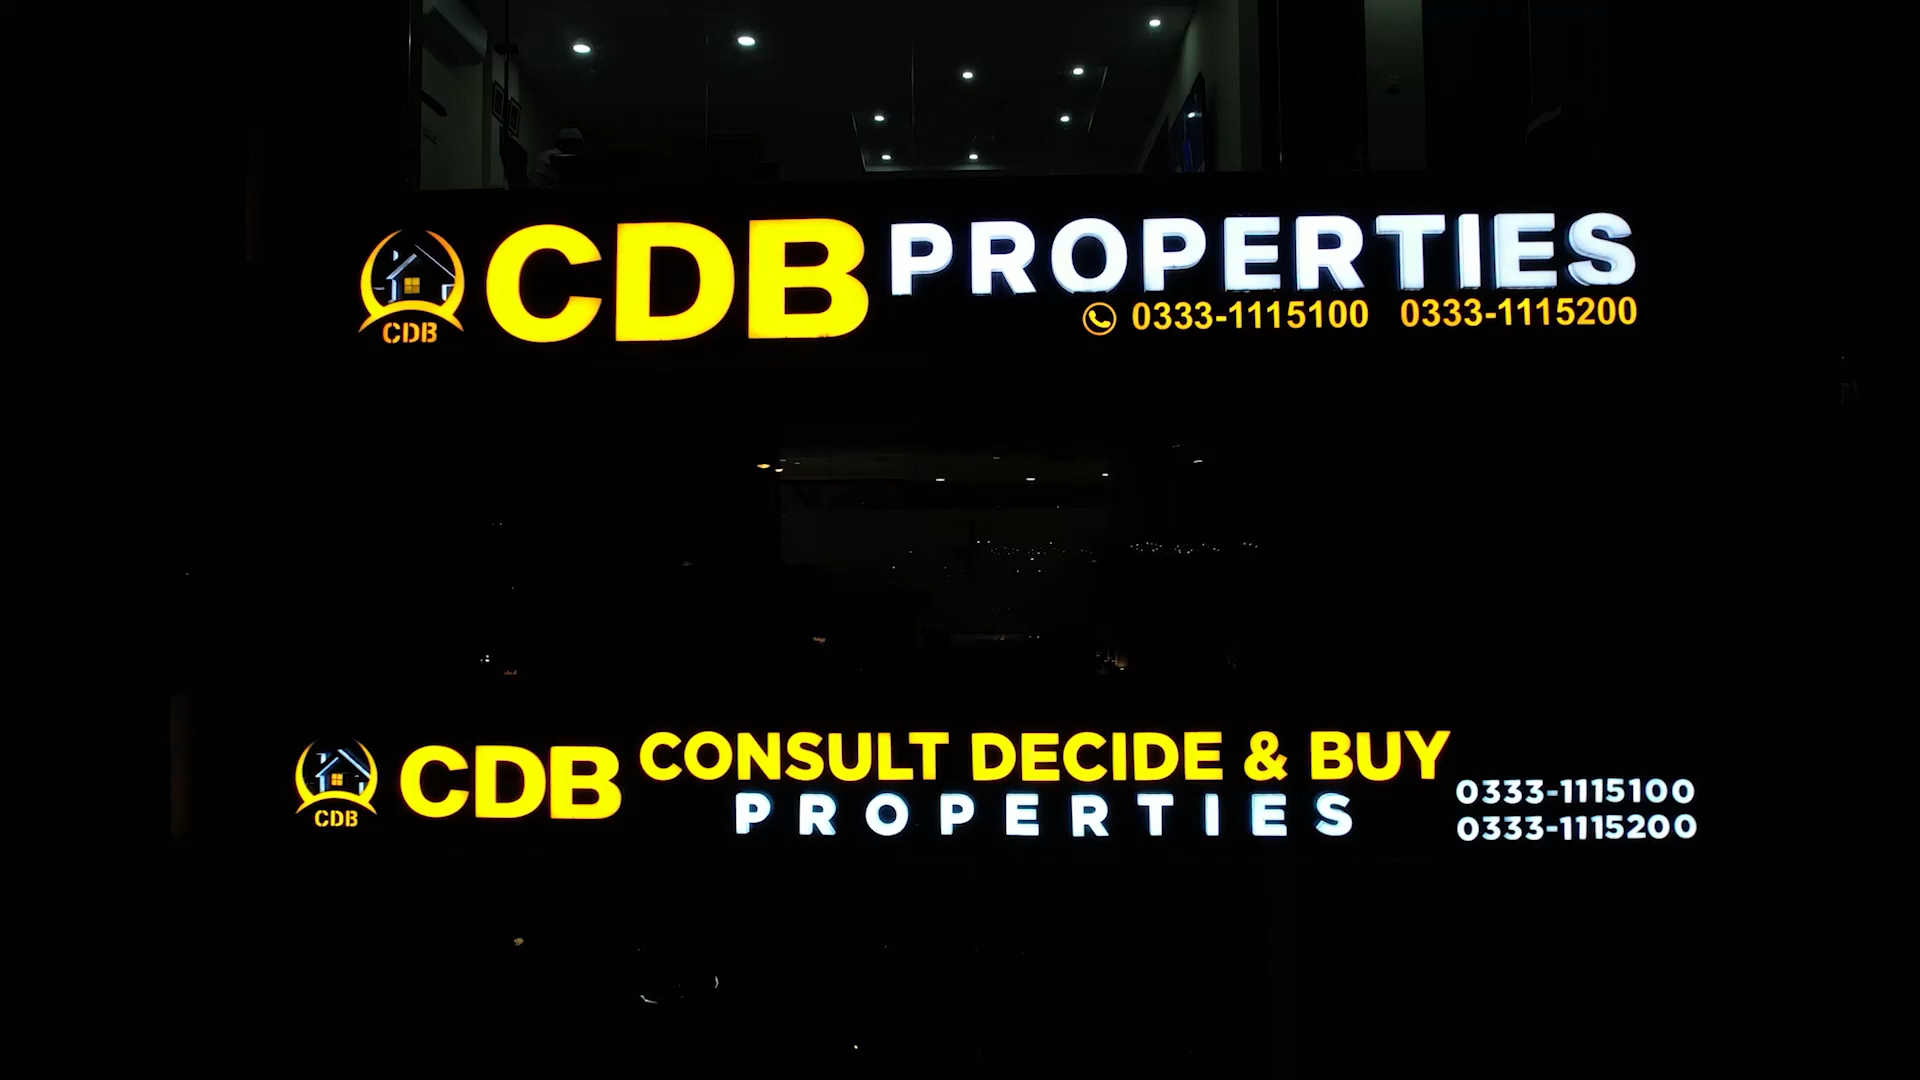 CDB PROPERTIES
CDB 0333-1115100 0333-1115200
CDB CONSULT DECIDE & BUY
PROPERTIES
CDB
0333-1115100
0333-1115200